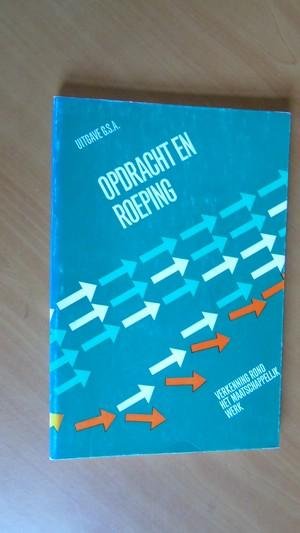 UITGAVE G.S.A.
OPDRACHT EN
ROEPING
VERKENNING ROND
HET MAATSCHAPPELIJK
WERK